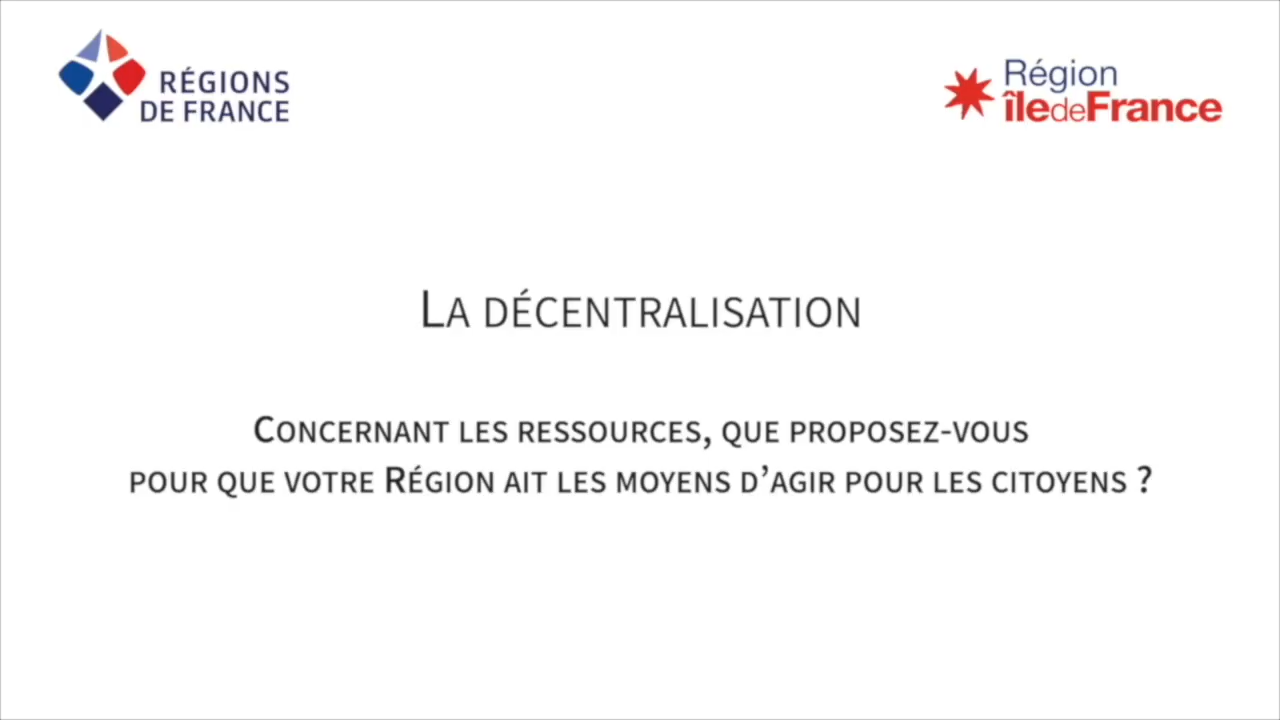 RÉGIONS
DE FRANCE
Région
îledeFrance
La décentralisation
Concernant les ressources, que proposez-vous
pour que votre Région ait les moyens d’agir pour les citoyens ?